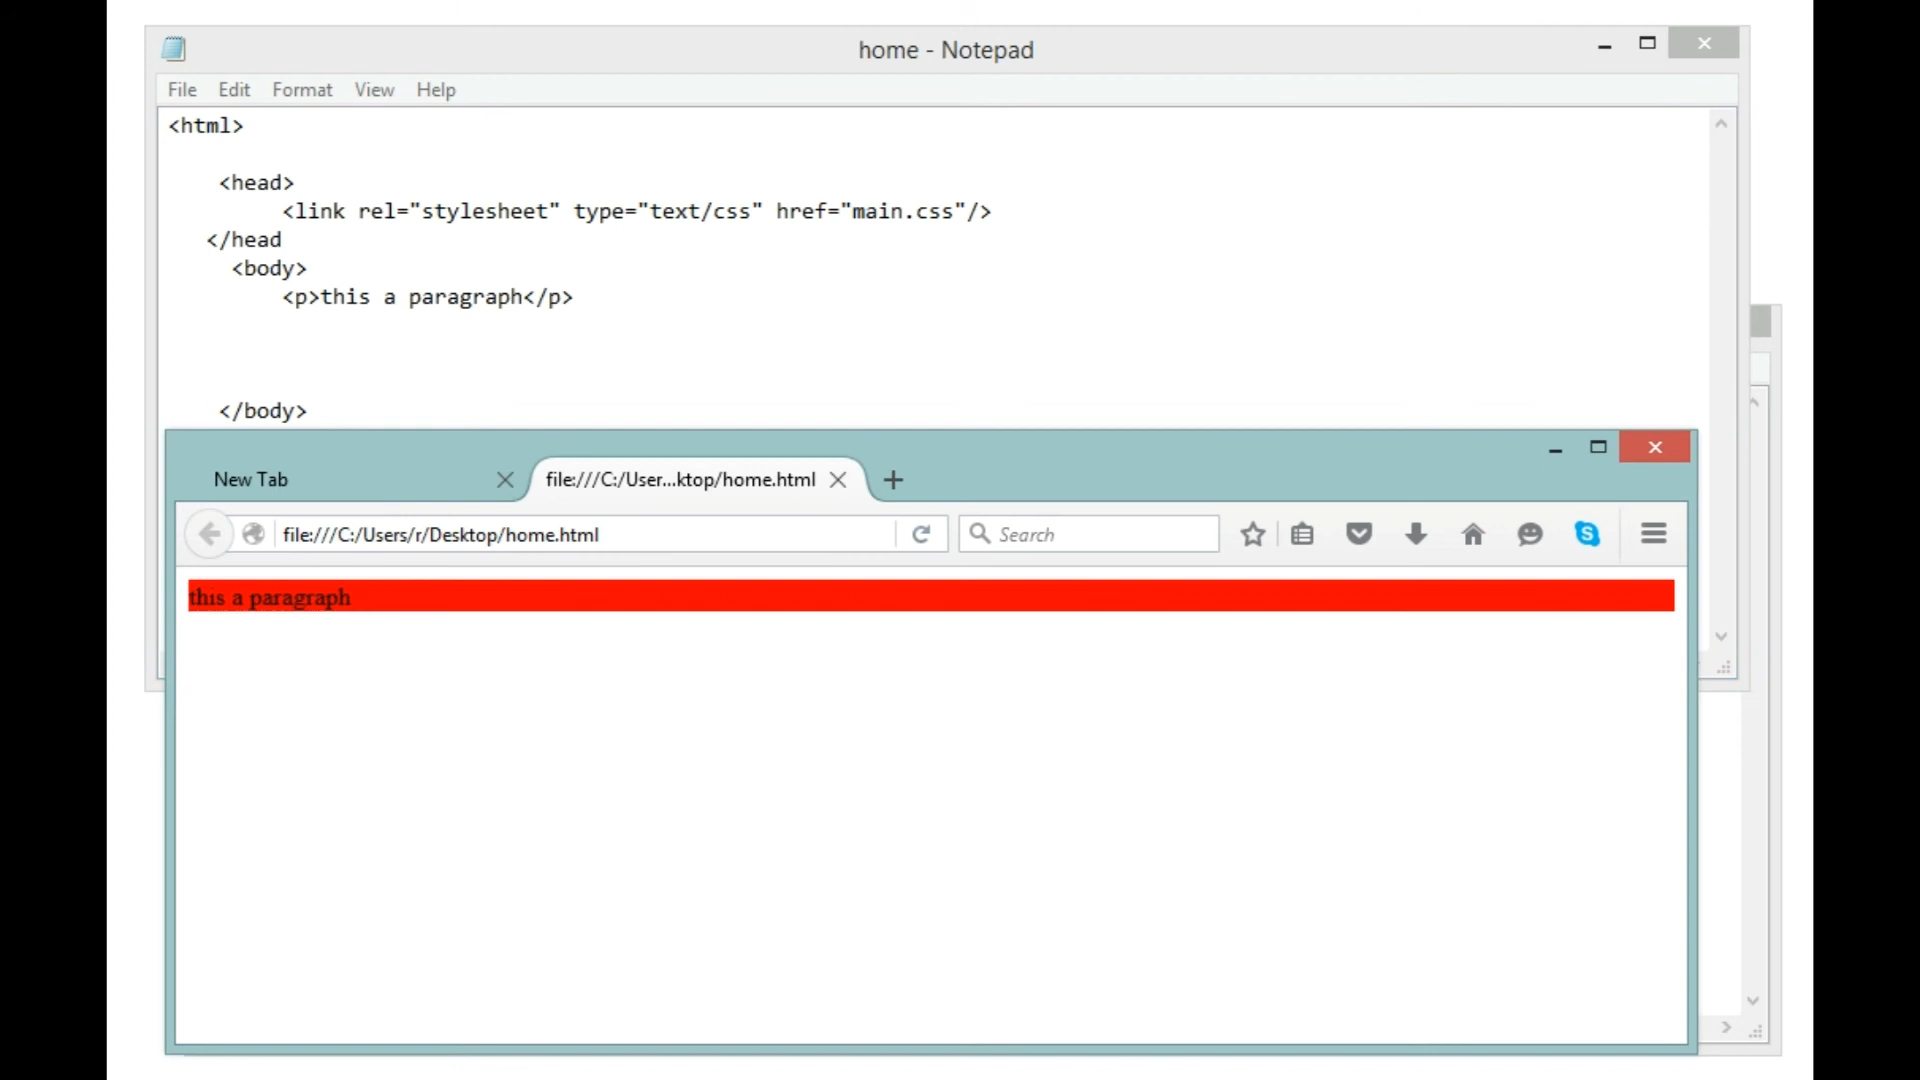 home - Notepad
File Edit Format View Help
<html>
<head>
<link rel="stylesheet" type="text/css" href="main.css"/>
</head
<body>
<p>this a paragraph</p>
</body>
New Tab
file:///C:/User...ktop/home.html
file:///C:/Users/r/Desktop/home.html
Search
this a paragraph